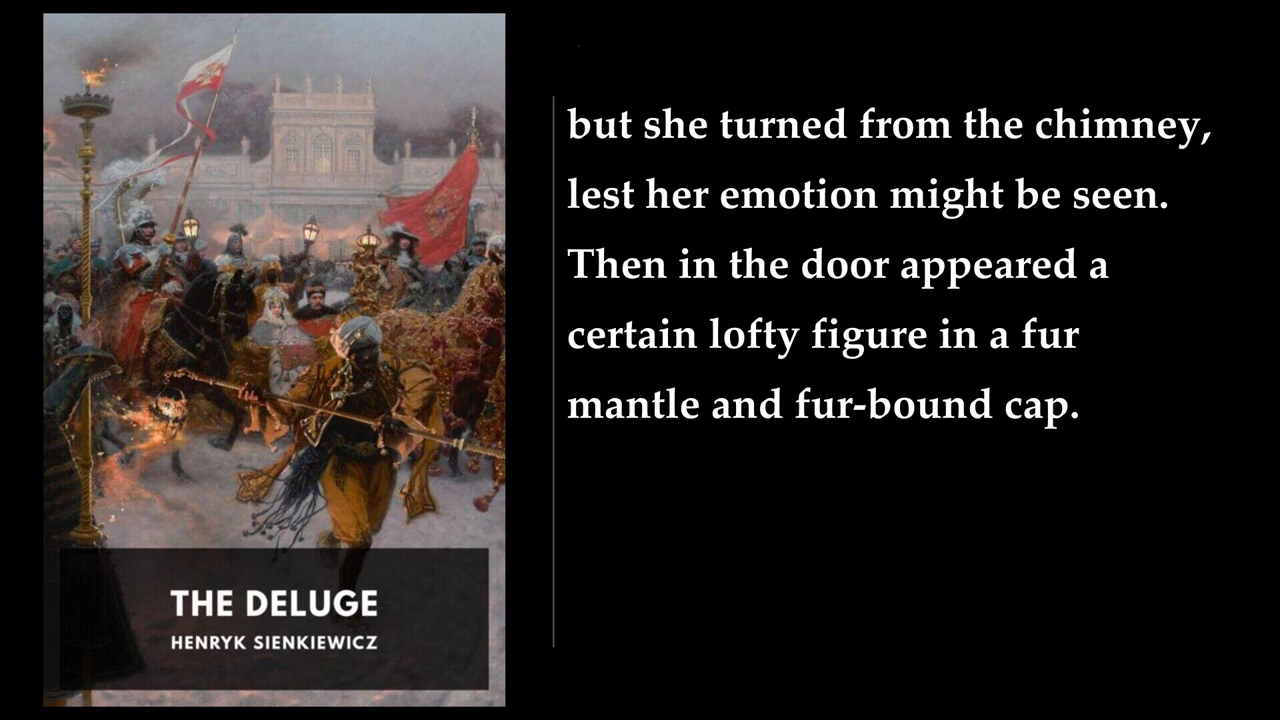 but she turned from the chimney,
lest her emotion might be seen.
Then in the door appeared a
certain lofty figure in a fur
mantle and fur-bound cap.
THE DELUGE
HENRYK SIENKIEWICZ